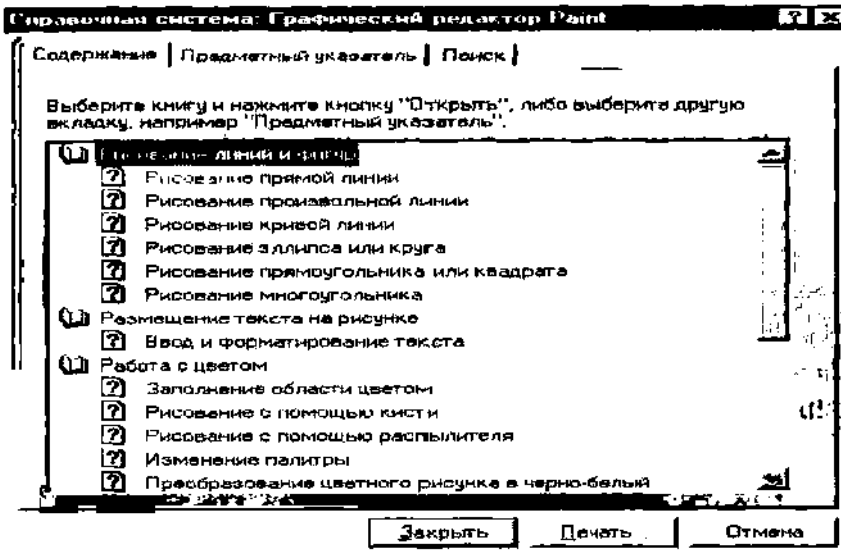 Справочная система: Графический редактор Paint
Содержание | Предметный указатель | Поиск
Выберите книгу и нажмите кнопку "Открыть", либо выберите другую
вкладку, например "Предметный указатель".
Рисование линий и фигур
Рисование прямой линии
Рисование произвольной линии
Рисование кривой линии
Рисование эллипса или круга
Рисование прямоугольника или квадрата
Рисование многоугольника
Размещение текста на рисунке
Ввод и форматирование текста
Работа с цветом
Заполнение области цветом
Рисование с помощью кисти
Рисование с помощью распылителя
Изменение палитры
Преобразование цветного рисунка в черно-белый
Закрыть Печать Отмена